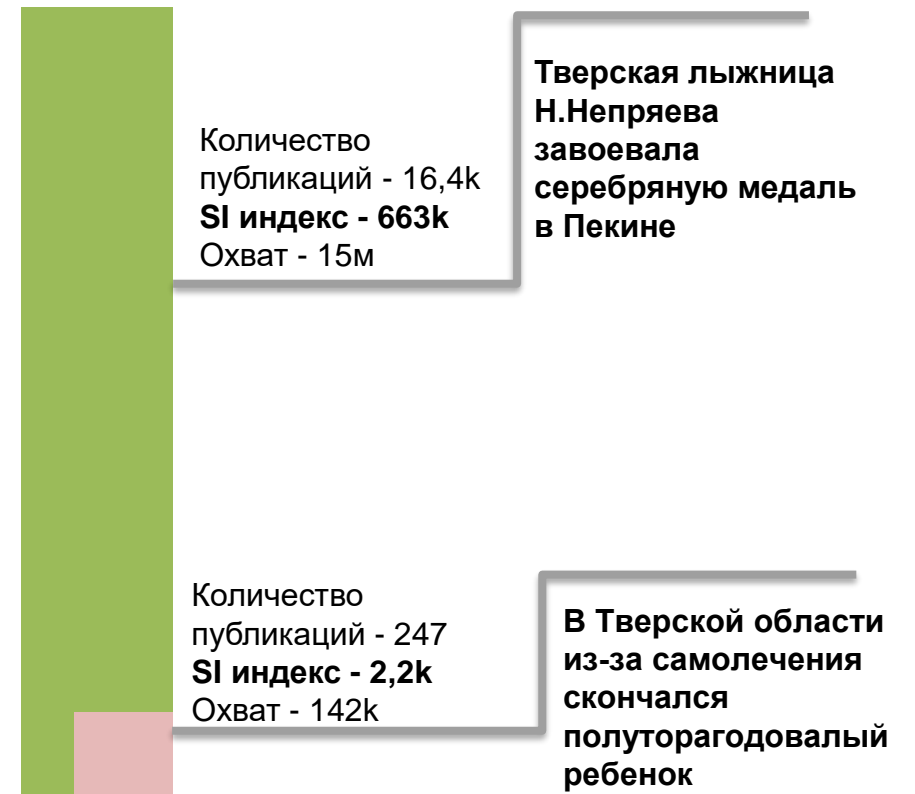 Тверская лыжница
Н.Непряева
завоевала
серебряную медаль
в Пекине
Количество
публикаций - 16,4k
SI индекс - 663k
Охват - 15м
Количество
публикаций - 247
SI индекс - 2,2k
Охват - 142k
В Тверской области
из-за самолечения
скончался
полуторагодовалый
ребенок